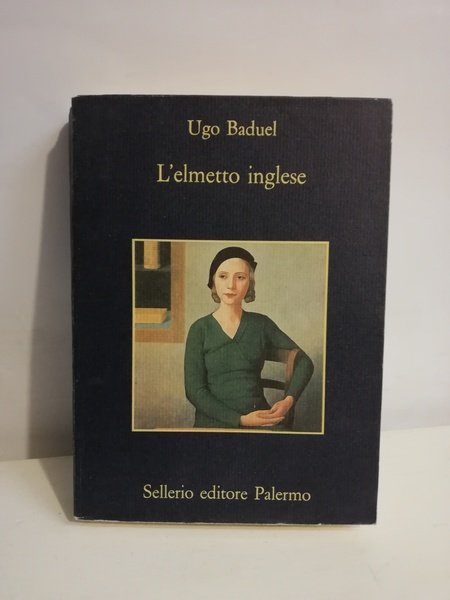 Ugo Baduel
L'elmetto inglese
Sellerio editore Palermo